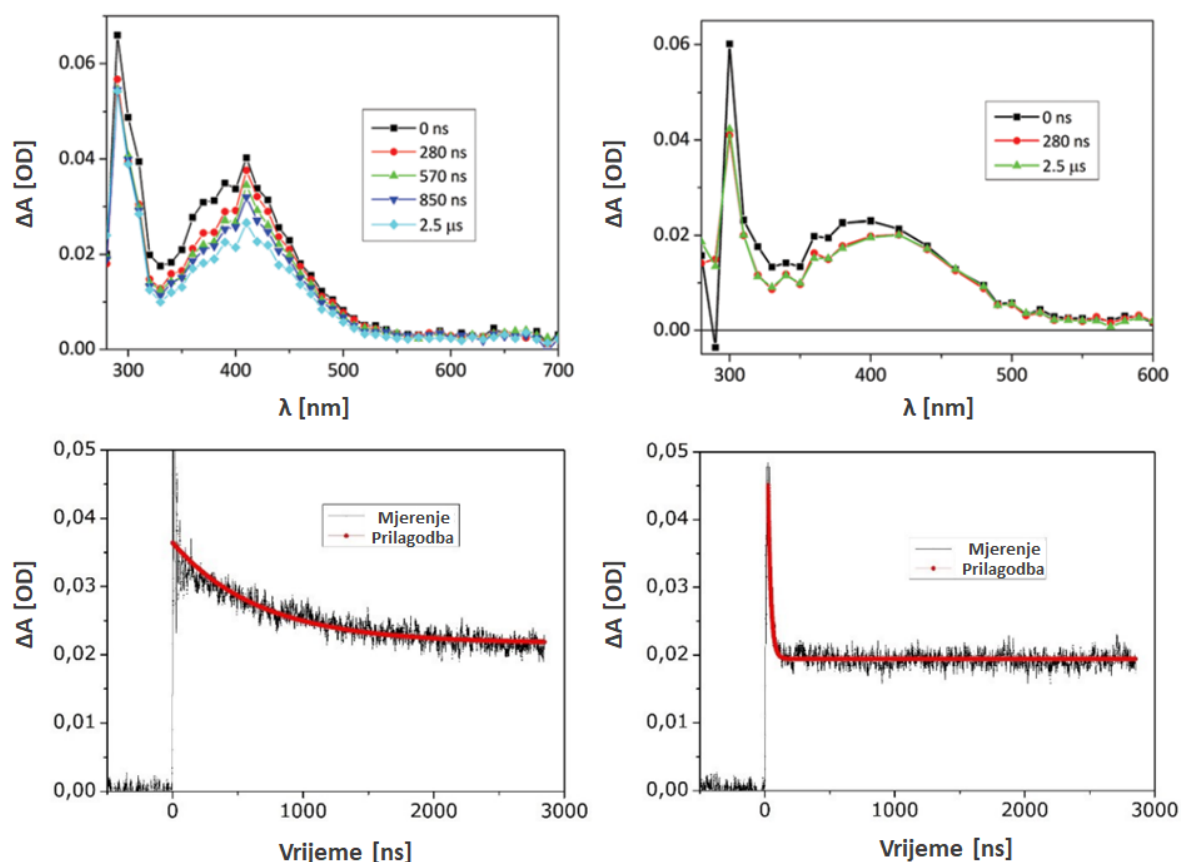 ΔA [OD]
0.06
0.04
0.02
0.00
0 ns
280 ns
570 ns
850 ns
2.5 μs
300 400 500 600 700
λ [nm]
ΔA [OD]
0.06
0.04
0.02
0.00
0 ns
280 ns
2.5 μs
300 400 500 600
λ [nm]
ΔA [OD]
0,05
0,04
0,03
0,02
0,01
0,00
Mjerenje
Prilagodba
0 1000 2000 3000
Vrijeme [ns]
ΔA [OD]
0,05
0,04
0,03
0,02
0,01
0,00
Mjerenje
Prilagodba
0 1000 2000 3000
Vrijeme [ns]